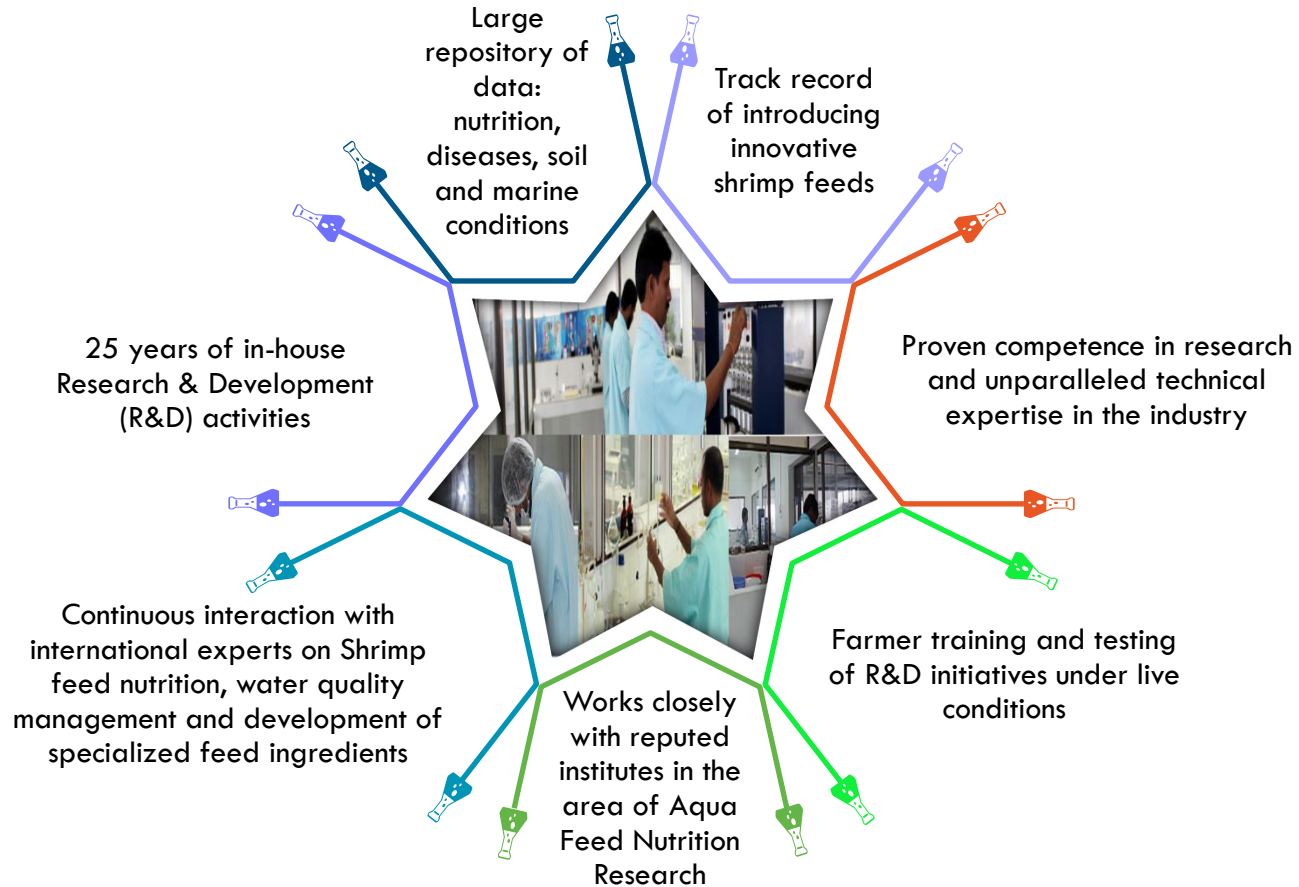 Large
repository of
data:
nutrition,
diseases, soil
and marine
conditions
Track record
of introducing
innovative
shrimp feeds
25 years of in-house
Research & Development
(R&D) activities
Proven competence in research
and unparalleled technical
expertise in the industry
Continuous interaction with
international experts on Shrimp
feed nutrition, water quality
management and development of
specialized feed ingredients
Farmer training and testing
of R&D initiatives under live
conditions
Works closely
with reputed
institutes in the
area of Aqua
Feed Nutrition
Research